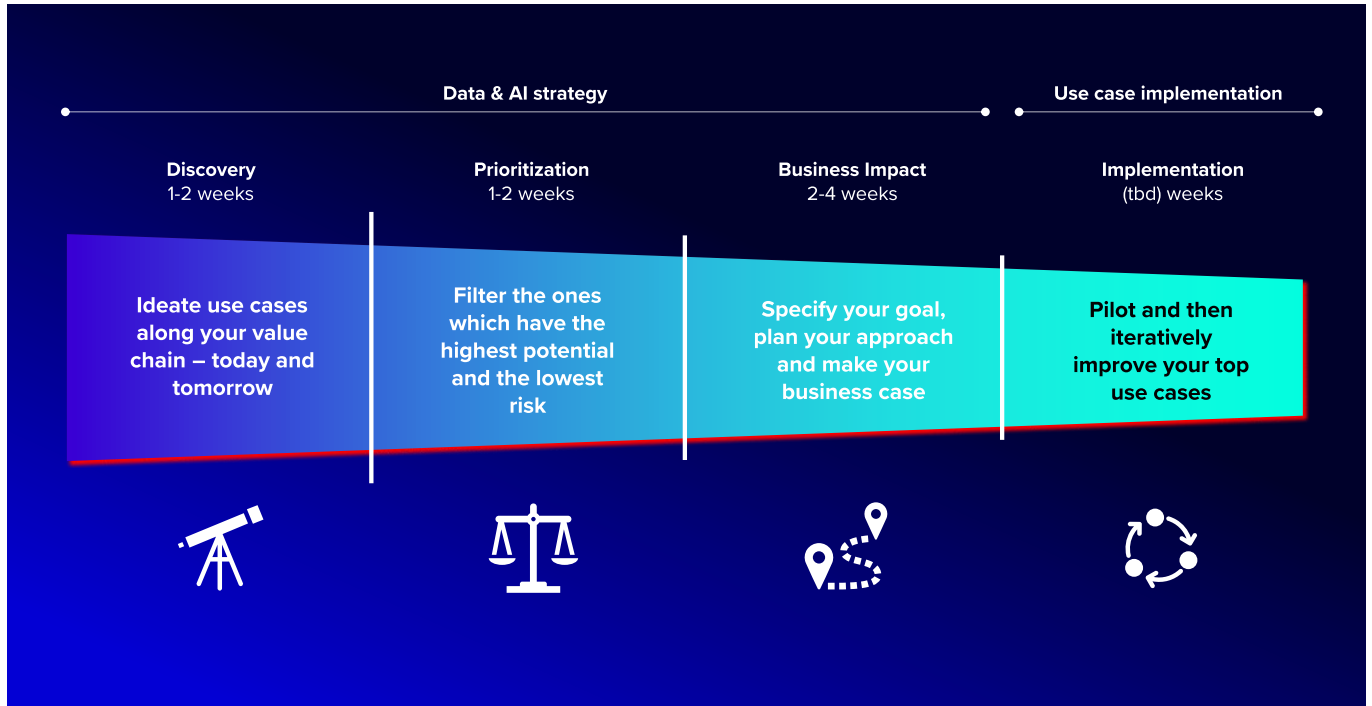 Data & AI strategy
Use case implementation
Discovery
1-2 weeks
Prioritization
1-2 weeks
Business Impact
2-4 weeks
Implementation
(tbd) weeks
Ideate use cases
along your value
chain – today and
tomorrow
Filter the ones
which have the
highest potential
and the lowest
risk
Specify your goal,
plan your approach
and make your
business case
Pilot and then
iteratively
improve your top
use cases